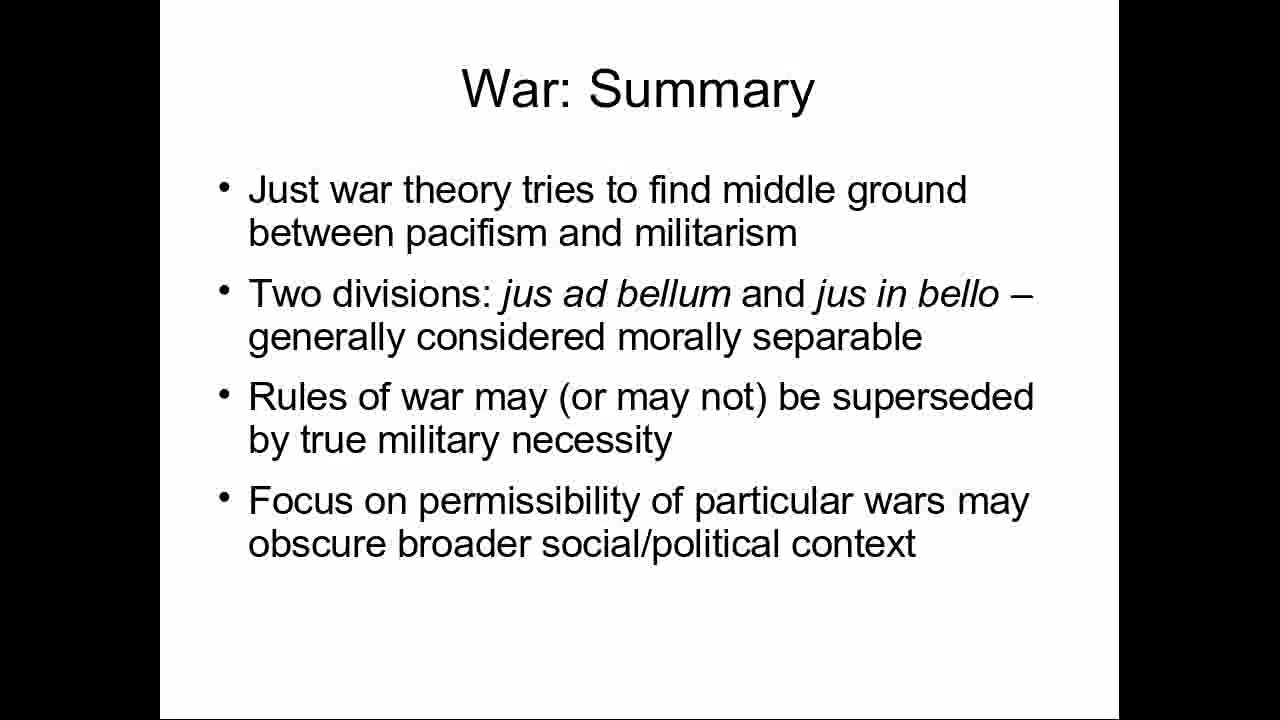 War: Summary
• Just war theory tries to find middle ground
between pacifism and militarism
• Two divisions: jus ad bellum and jus in bello –
generally considered morally separable
• Rules of war may (or may not) be superseded
by true military necessity
• Focus on permissibility of particular wars may
obscure broader social/political context